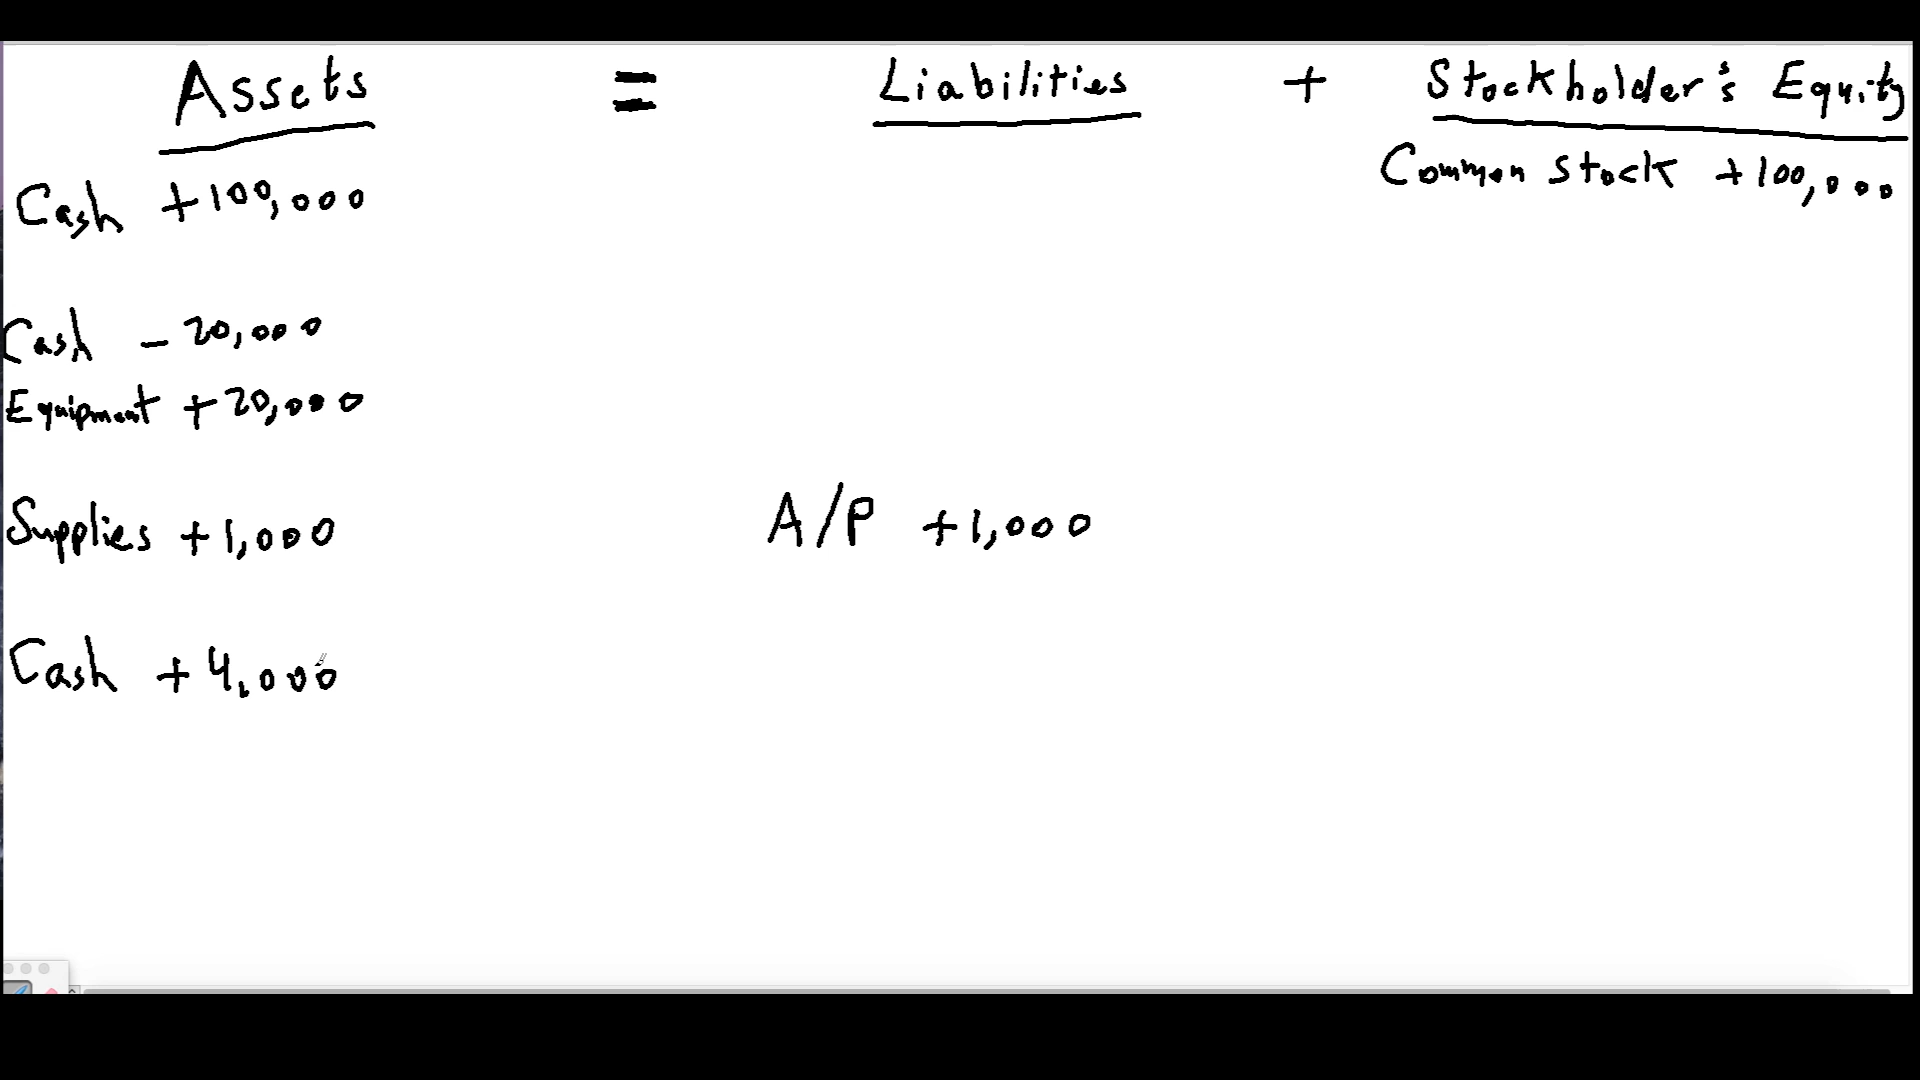 Assets = Liabilities + Stockholder's Equity
Cash +100,000 Common Stock +100,000
Cash - 20,000
Equipment + 20,000
Supplies + 1,000 A/P +1,000
Cash + 4,000